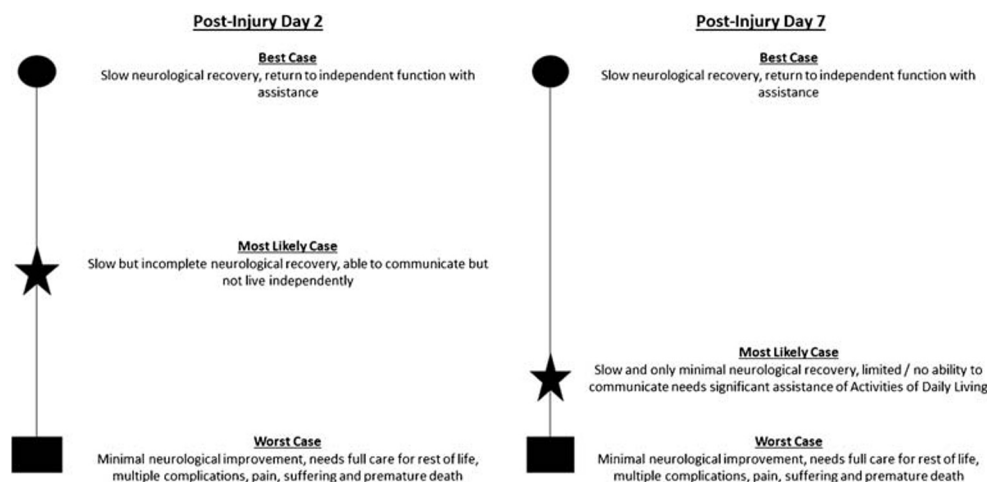 Post-Injury Day 2
Best Case
Slow neurological recovery, return to independent function with
assistance
Most Likely Case
Slow but incomplete neurological recovery, able to communicate but
not live independently
Worst Case
Minimal neurological improvement, needs full care for rest of life,
multiple complications, pain, suffering and premature death
Post-Injury Day 7
Best Case
Slow neurological recovery, return to independent function with
assistance
Most Likely Case
Slow and only minimal neurological recovery, limited / no ability to
communicate needs significant assistance of Activities of Daily Living
Worst Case
Minimal neurological improvement, needs full care for rest of life,
multiple complications, pain, suffering and premature death